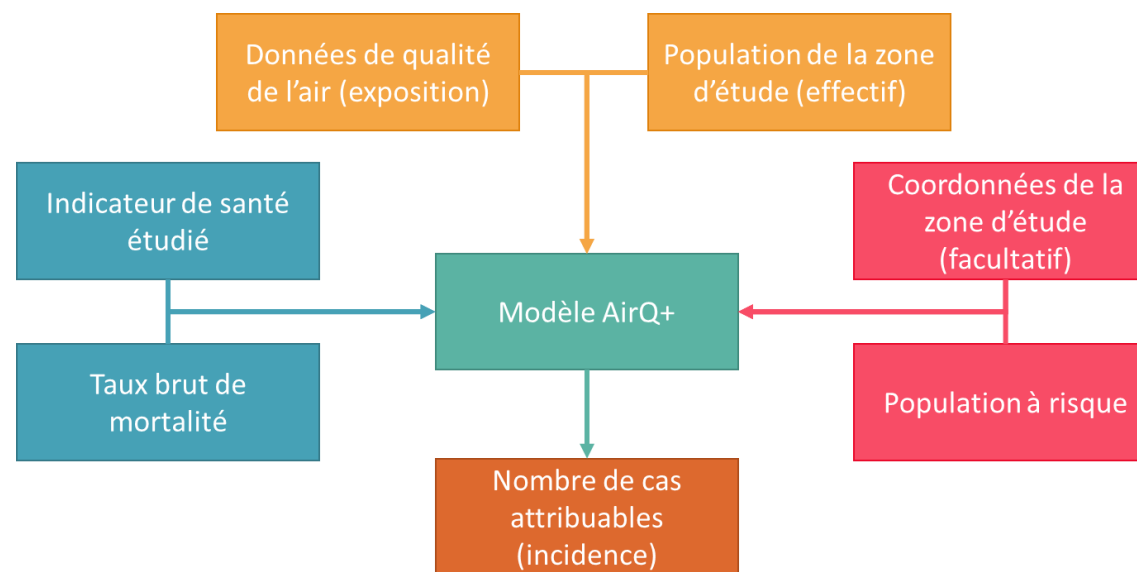 Données de qualité
de l’air (exposition)
Population de la zone
d’étude (effectif)
Indicateur de santé
étudié
Coordonnées de la
zone d’étude
(facultatif)
Modèle AirQ+
Taux brut de
mortalité
Population à risque
Nombre de cas
attribuables
(incidence)